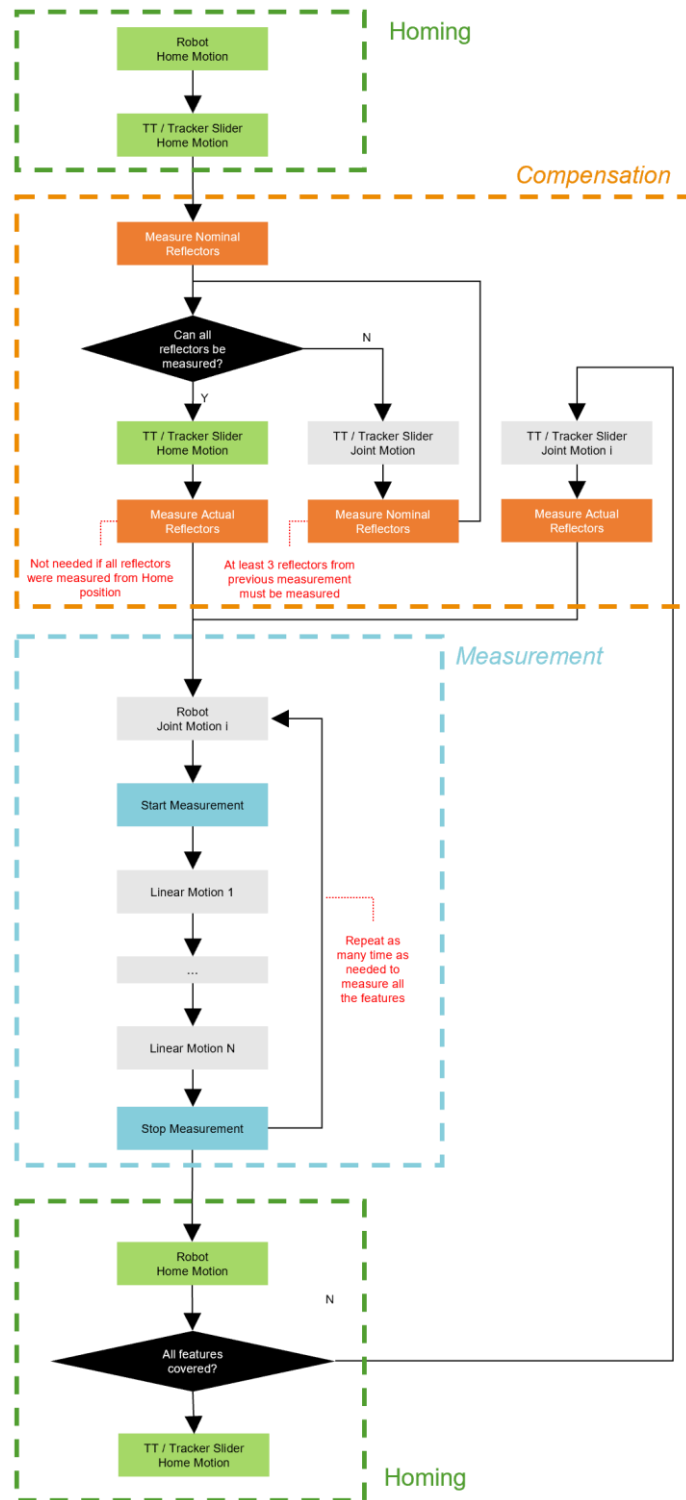 Homing
Robot
Home Motion
TT / Tracker Slider
Home Motion
Compensation
Measure Nominal
Reflectors
Can all
reflectors be
measured?
N
Y
TT / Tracker Slider
Home Motion
TT / Tracker Slider
Joint Motion
TT / Tracker Slider
Joint Motion i
Measure Actual
Reflectors
Measure Nominal
Reflectors
Measure Actual
Reflectors
Not needed if all reflectors
were measured from Home
position
At least 3 reflectors from
previous measurement
must be measured
Measurement
Robot
Joint Motion i
Start Measurement
Linear Motion 1
...
Linear Motion N
Stop Measurement
Repeat as
many time as
needed to
measure all
the features
Robot
Home Motion
N
All features
covered?
TT / Tracker Slider
Home Motion
Homing